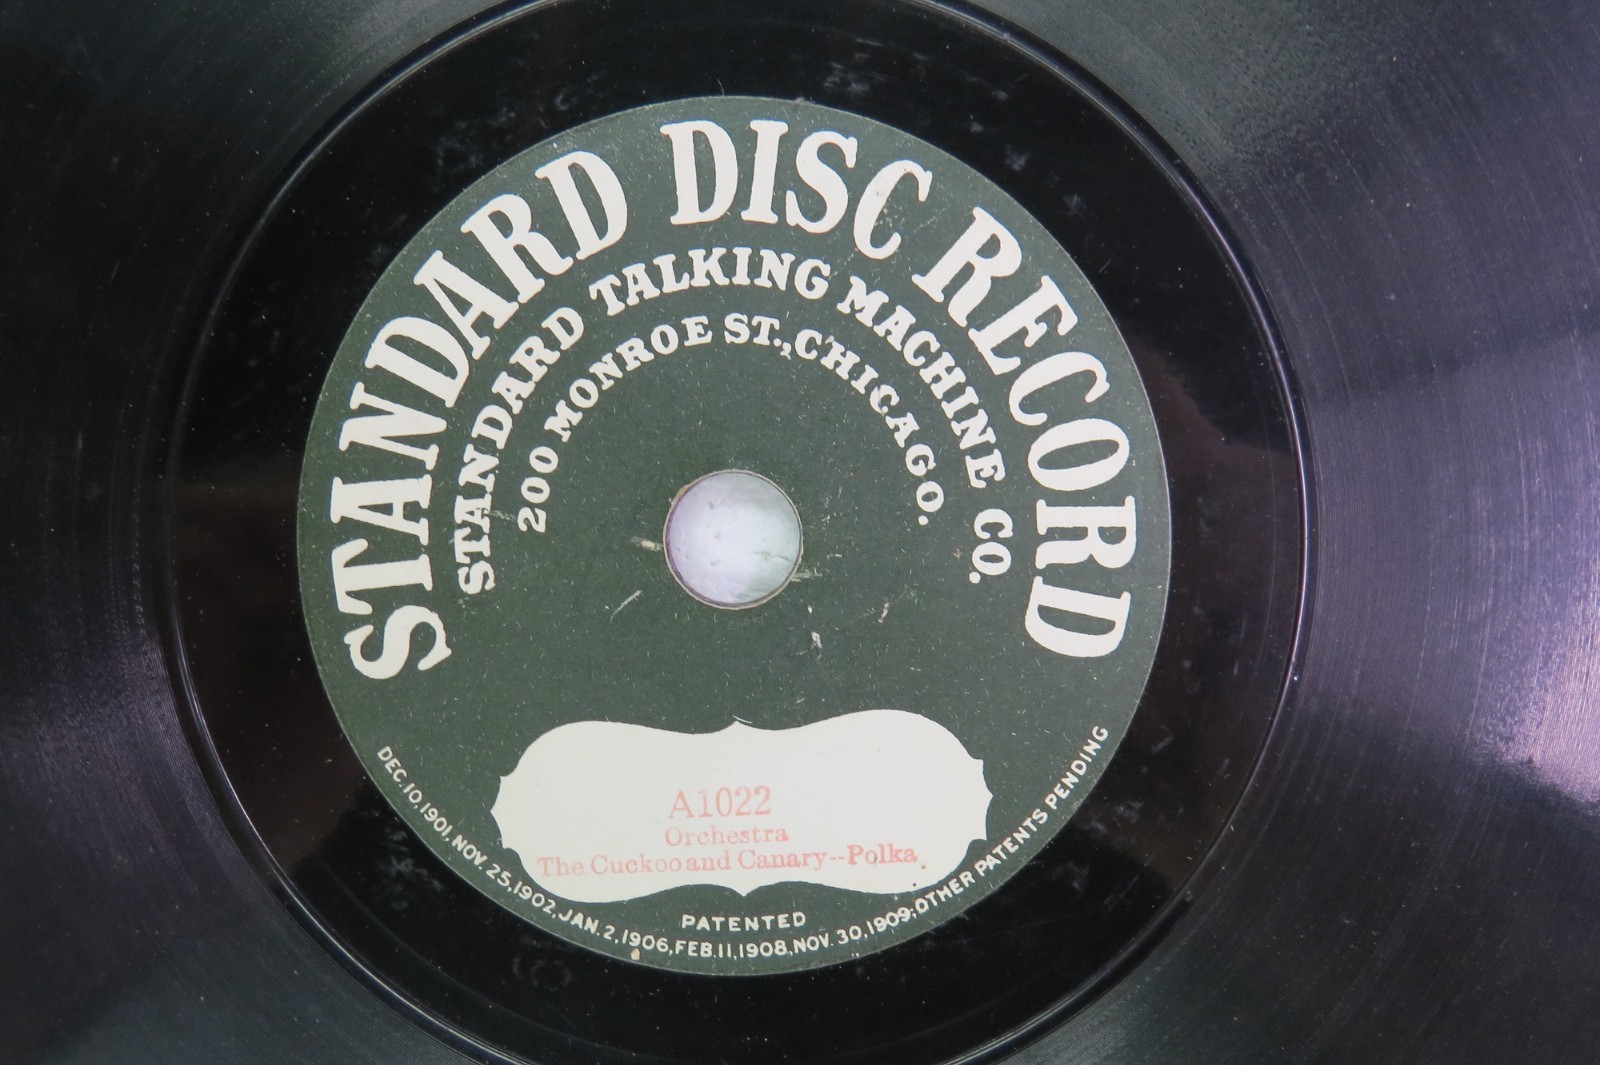 STANDARD DISC RECORD
STANDARD TALKING MACHINE CO.
200 MONROE ST., CHICAGO.
A1022
Orchestra
The Cuckoo and Canary--Polka
PATENTED
DEC. 10, 1901, NOV. 25, 1902, JAN. 2, 1906, FEB. 11, 1908, NOV. 30, 1909; OTHER PATENTS PENDING